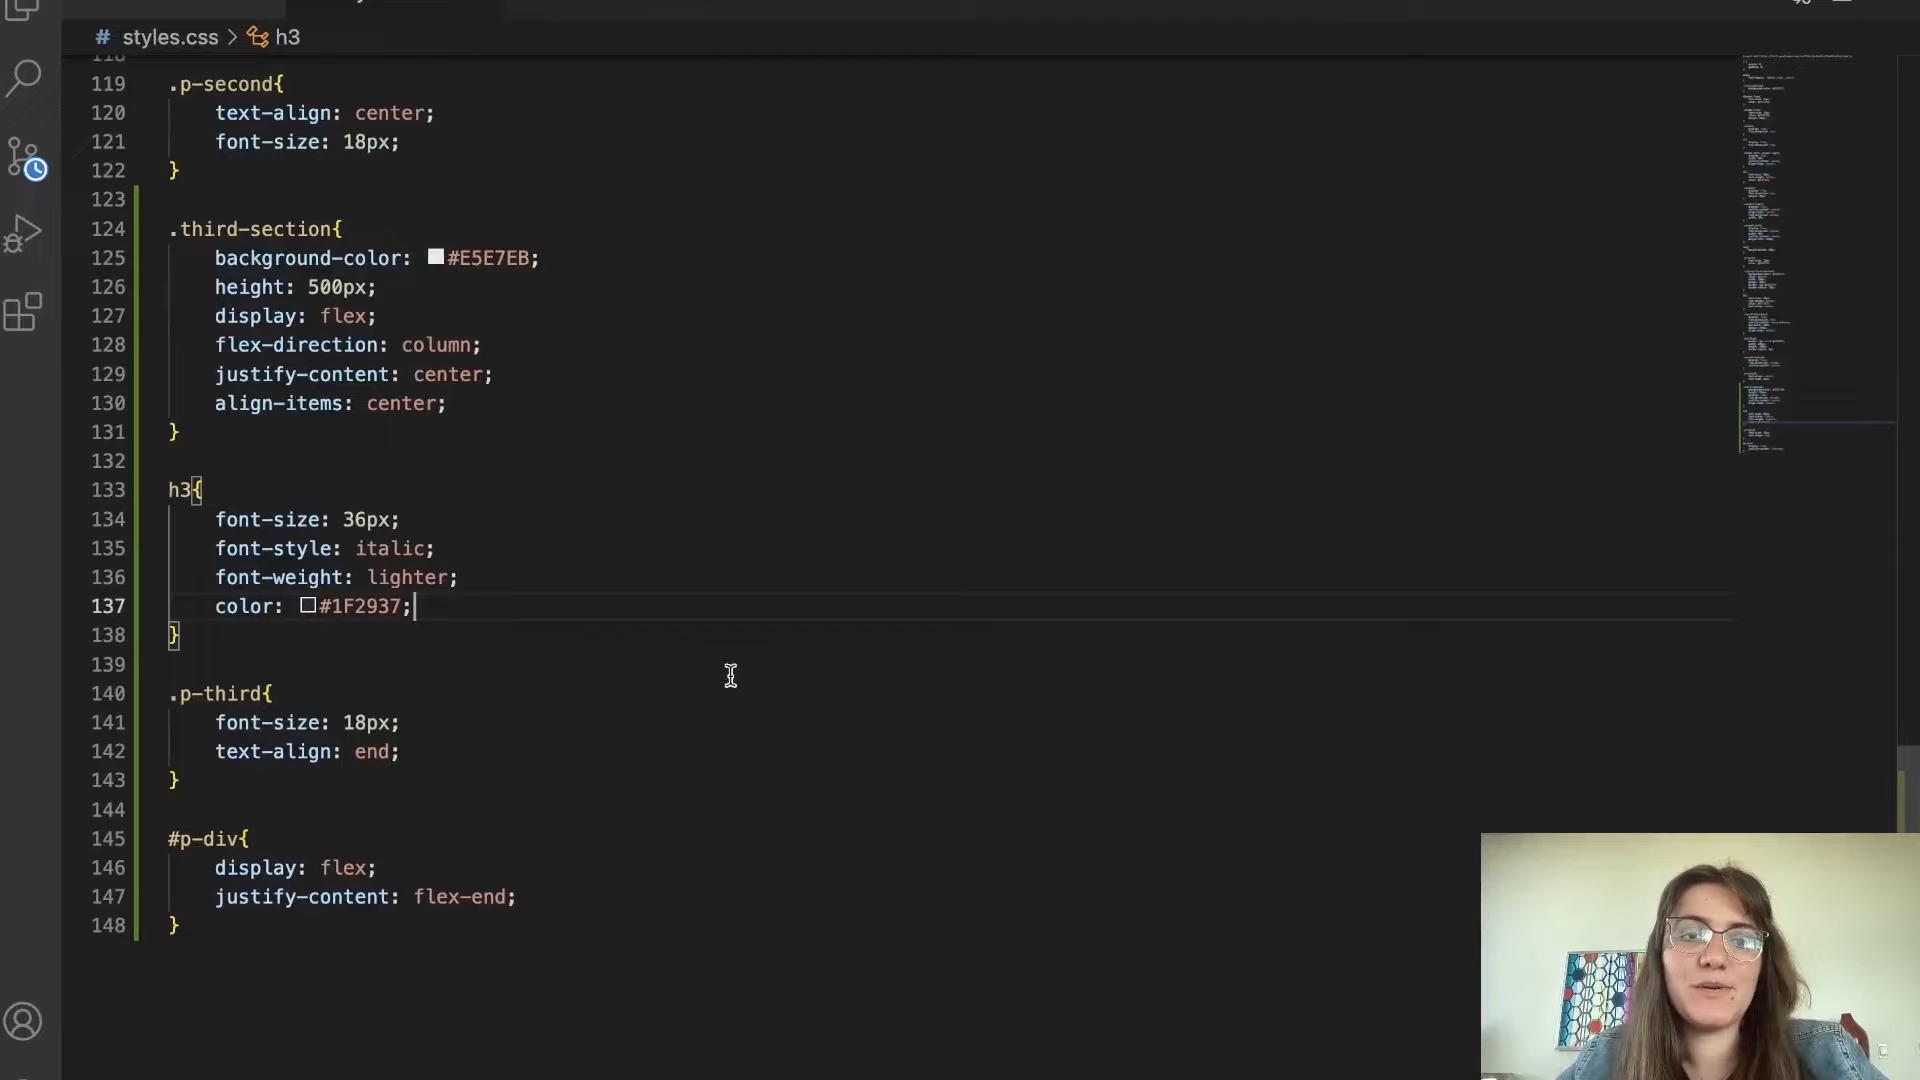 # styles.css > h3
118
119 .p-second{
120 text-align: center;
121 font-size: 18px;
122 }
123
124 .third-section{
125 background-color: #E5E7EB;
126 height: 500px;
127 display: flex;
128 flex-direction: column;
129 justify-content: center;
130 align-items: center;
131 }
132
133 h3{
134 font-size: 36px;
135 font-style: italic;
136 font-weight: lighter;
137 color: #1F2937;
138 }
139
140 .p-third{
141 font-size: 18px;
142 text-align: end;
143 }
144
145 #p-div{
146 display: flex;
147 justify-content: flex-end;
148 }